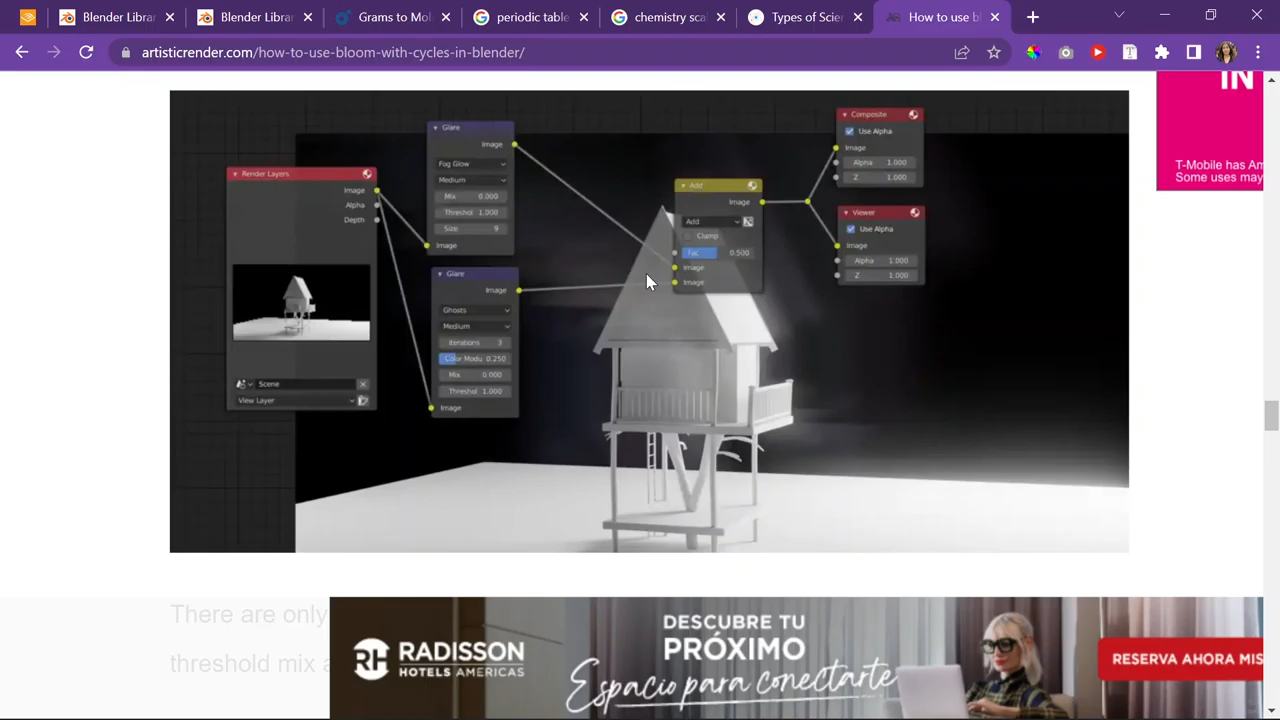 Blender Librar
Blender Librar
Grams to Mol
periodic table
chemistry scal
Types of Scien
How to use bl
artisticrender.com/how-to-use-bloom-with-cycles-in-blender/
IN
T-Mobile has Am
Some uses may
Render Layers
Image
Alpha
Depth
Scene
View Layer
Glare
Image
Fog Glow
Medium
Mix 0.000
Threshol 1.000
Size 9
Image
Glare
Image
Ghosts
Medium
Iterations 3
Color Modu 0.250
Mix 0.000
Threshol 1.000
Image
Add
Image
Add
Clamp
Fac 0.500
Image
Image
Composite
Use Alpha
Image
Alpha 1.000
Z 1.000
Viewer
Use Alpha
Image
Alpha 1.000
Z 1.000
There are only
threshold mix a
RADISSON
HOTELS AMERICAS
DESCUBRE TU
PRÓXIMO
Espacio para conectarte
RESERVA AHORA MIS